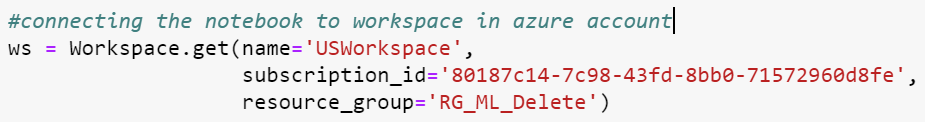 #connecting the notebook to workspace in azure account
ws = Workspace.get(name='USWorkspace',
                   subscription_id='80187c14-7c98-43fd-8bb0-71572960d8fe',
                   resource_group='RG_ML_Delete')